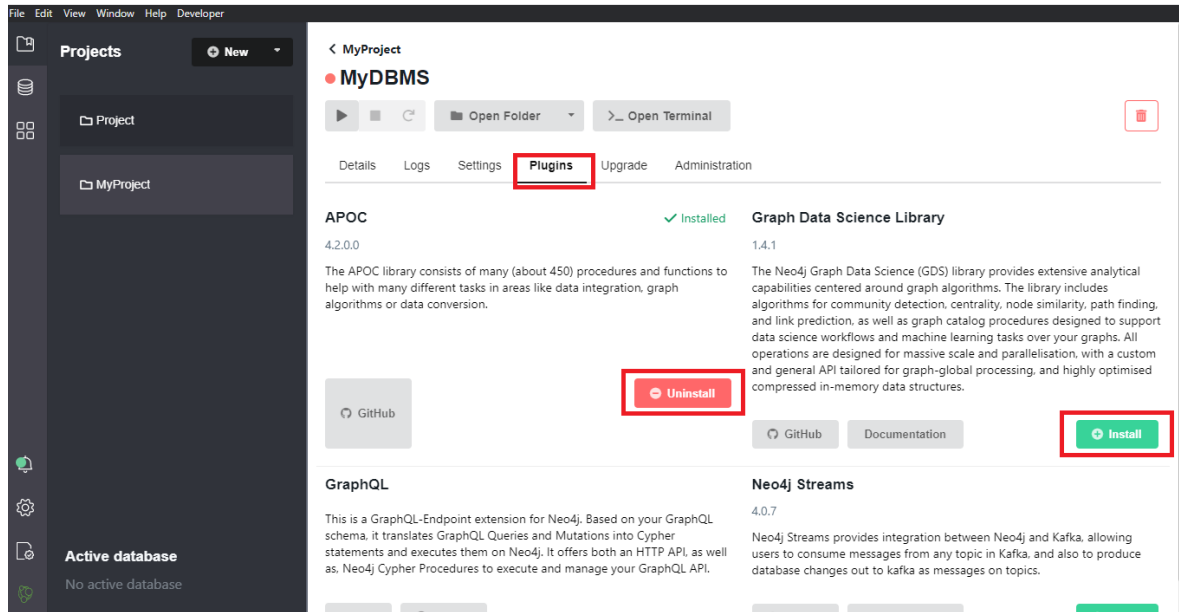 File Edit View Window Help Developer
Projects
New
Project
MyProject
Active database
No active database
MyProject
MyDBMS
Open Folder
>_ Open Terminal
Details Logs Settings Plugins Upgrade Administration
APOC
Installed
4.2.0.0
The APOC library consists of many (about 450) procedures and functions to
help with many different tasks in areas like data integration, graph
algorithms or data conversion.
GitHub
Uninstall
Graph Data Science Library
1.4.1
The Neo4j Graph Data Science (GDS) library provides extensive analytical
capabilities centered around graph algorithms. The library includes
algorithms for community detection, centrality, node similarity, path finding,
and link prediction, as well as graph catalog procedures designed to support
data science workflows and machine learning tasks over your graphs. All
operations are designed for massive scale and parallelisation, with a custom
and general API tailored for graph-global processing, and highly optimised
compressed in-memory data structures.
GitHub
Documentation
Install
GraphQL
This is a GraphQL-Endpoint extension for Neo4j. Based on your GraphQL
schema, it translates GraphQL Queries and Mutations into Cypher
statements and executes them on Neo4j. It offers both an HTTP API, as well
as, Neo4j Cypher Procedures to execute and manage your GraphQL API.
Neo4j Streams
4.0.7
Neo4j Streams provides integration between Neo4j and Kafka, allowing
users to consume messages from any topic in Kafka, and also to produce
database changes out to kafka as messages on topics.